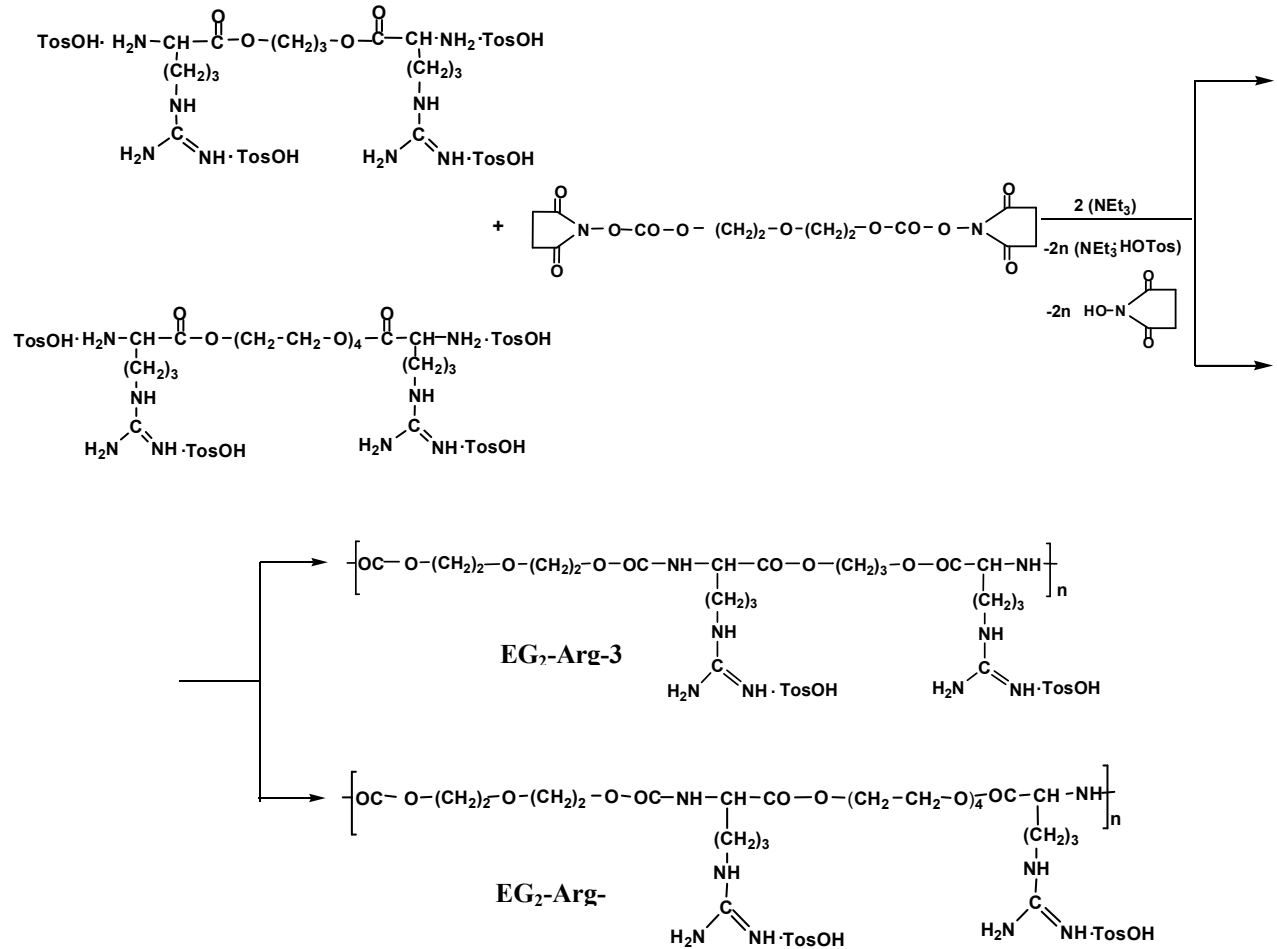 O O
TosOH· H₂N–CH–C–O–(CH₂)₃–O–C–CH–NH₂·TosOH
(CH₂)₃ (CH₂)₃
NH NH
C C
H₂N NH·TosOH H₂N NH·TosOH
+
O O
N–O–CO–O– (CH₂)₂–O–(CH₂)₂–O–CO–O–N
O O
2 (NEt₃)
-2n (NEt₃·HOTos)
-2n HO–N
O
O
O O
TosOH·H₂N–CH–C–O–(CH₂–CH₂–O)₄–C–CH–NH₂·TosOH
(CH₂)₃ (CH₂)₃
NH NH
C C
H₂N NH·TosOH H₂N NH·TosOH
[OC–O–(CH₂)₂–O–(CH₂)₂–O–OC–NH–CH–CO–O–(CH₂)₃–O–OC–CH–NH]n
(CH₂)₃ (CH₂)₃
NH NH
EG₂-Arg-3
C C
H₂N NH·TosOH H₂N NH·TosOH
[OC–O–(CH₂)₂–O–(CH₂)₂–O–OC–NH–CH–CO–O–(CH₂–CH₂–O)₄–OC–CH–NH]n
(CH₂)₃ (CH₂)₃
NH NH
EG₂-Arg-
C C
H₂N NH·TosOH H₂N NH·TosOH